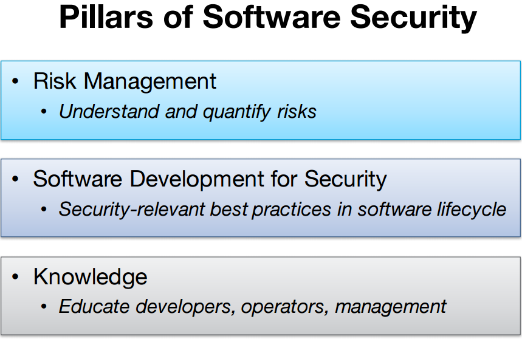 Pillars of Software Security
• Risk Management
• Understand and quantify risks
• Software Development for Security
• Security-relevant best practices in software lifecycle
• Knowledge
• Educate developers, operators, management